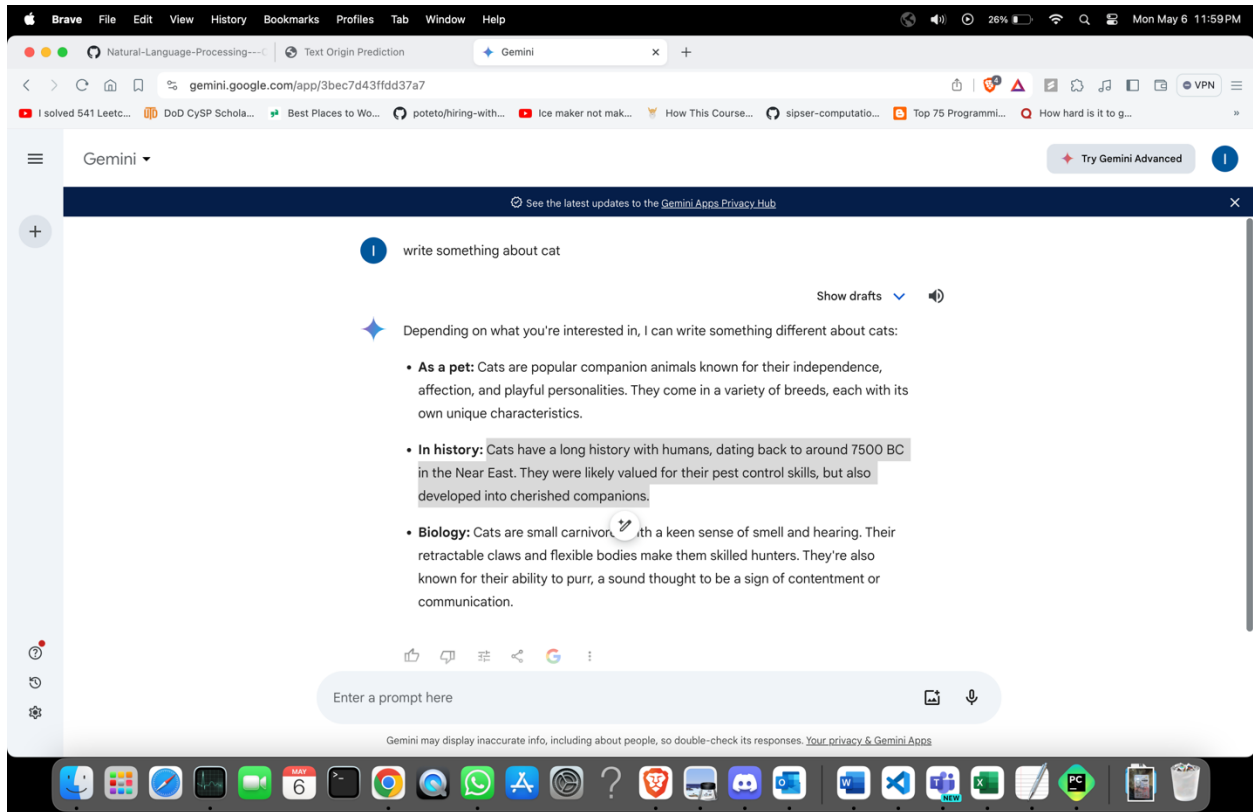 Brave File Edit View History Bookmarks Profiles Tab Window Help 26% Mon May 6 11:59 PM
Natural-Language-Processing---C Text Origin Prediction Gemini
gemini.google.com/app/3bec7d43ffdd37a7 4 VPN
I solved 541 Leetc... DoD CySP Schola... Best Places to Wo... poteto/hiring-with... Ice maker not mak... How This Course... sipser-computatio... Top 75 Programmi... How hard is it to g... »
Gemini Try Gemini Advanced I
See the latest updates to the Gemini Apps Privacy Hub
I write something about cat
Show drafts
Depending on what you're interested in, I can write something different about cats:
• As a pet: Cats are popular companion animals known for their independence,
affection, and playful personalities. They come in a variety of breeds, each with its
own unique characteristics.
• In history: Cats have a long history with humans, dating back to around 7500 BC
in the Near East. They were likely valued for their pest control skills, but also
developed into cherished companions.
• Biology: Cats are small carnivor th a keen sense of smell and hearing. Their
retractable claws and flexible bodies make them skilled hunters. They're also
known for their ability to purr, a sound thought to be a sign of contentment or
communication.
Enter a prompt here
Gemini may display inaccurate info, including about people, so double-check its responses. Your privacy & Gemini Apps
MAY
6
NEW
PC